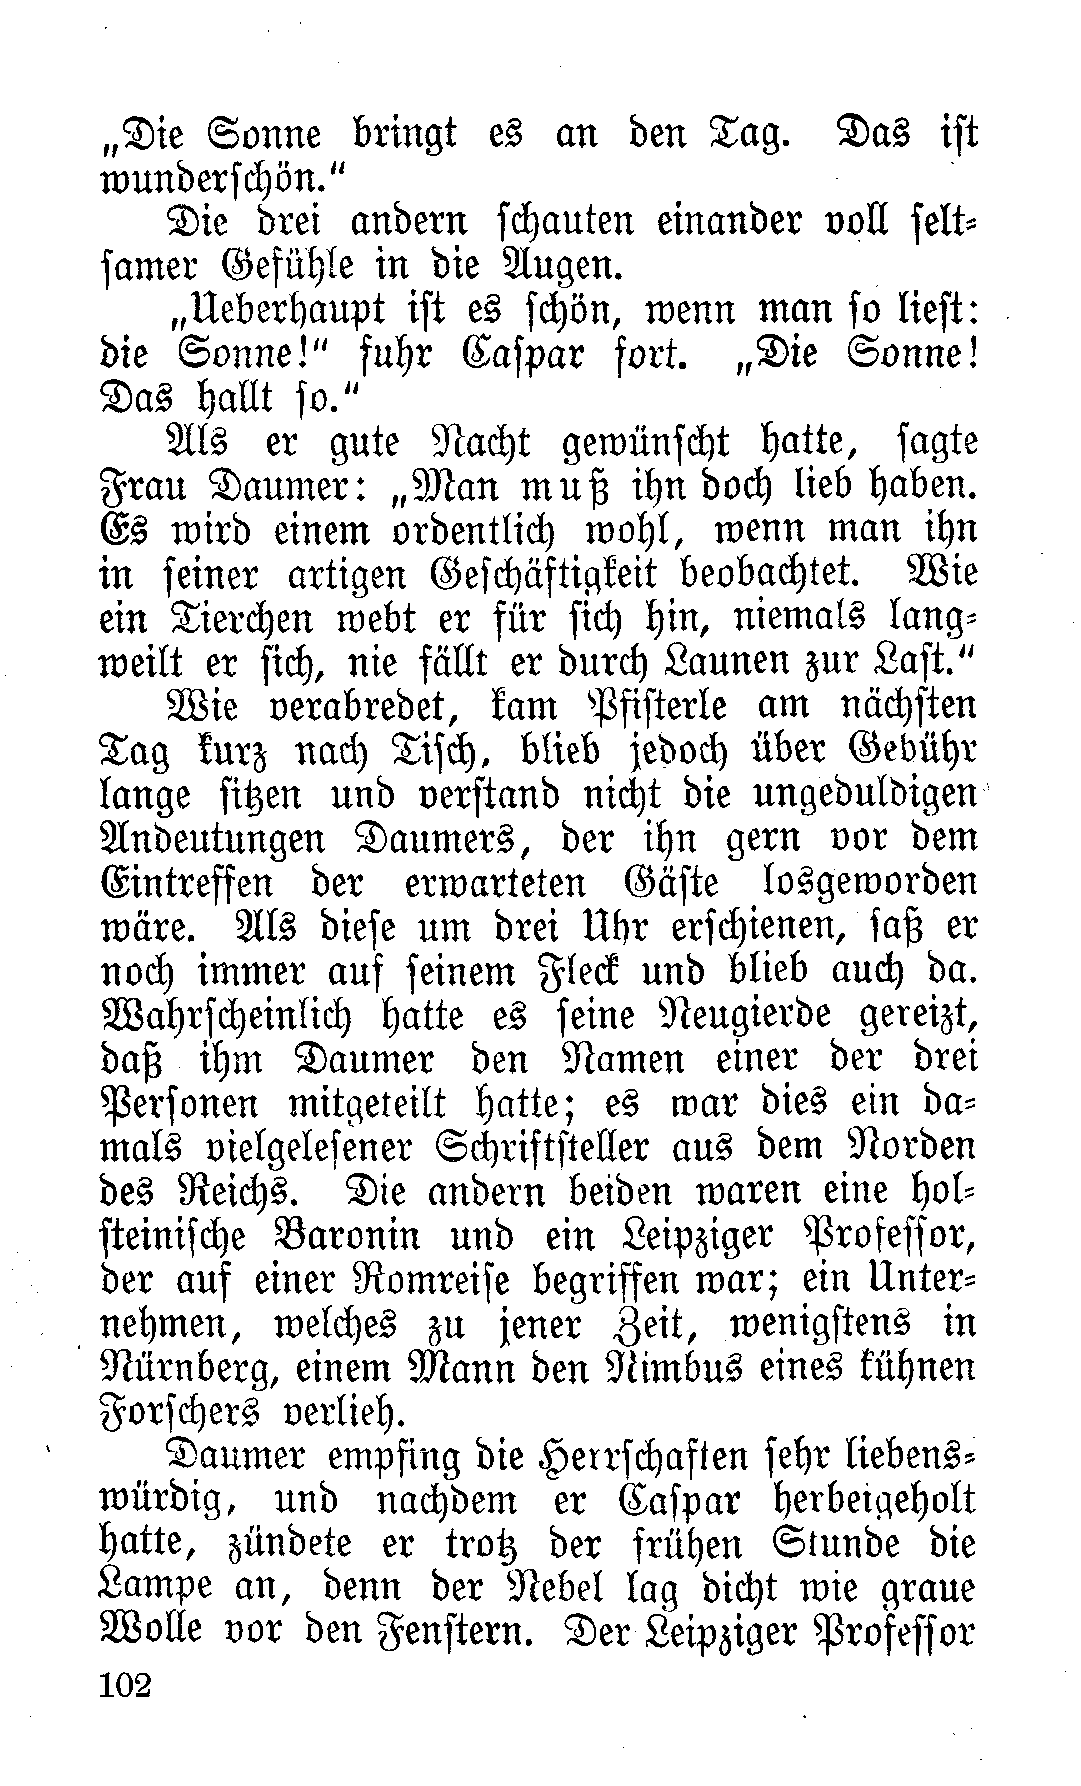 „Die Sonne bringt es an den Tag. Das ist
wunderschön.“
Die drei andern schauten einander voll selt-
samer Gefühle in die Augen.
„Ueberhaupt ist es schön, wenn man so liest:
die Sonne!“ fuhr Caspar fort. „Die Sonne!
Das hallt so.“
Als er gute Nacht gewünscht hatte, sagte
Frau Daumer: „Man muß ihn doch lieb haben.
Es wird einem ordentlich wohl, wenn man ihn
in seiner artigen Geschäftigkeit beobachtet. Wie
ein Tierchen webt er für sich hin, niemals lang-
weilt er sich, nie fällt er durch Launen zur Last.“
Wie verabredet, kam Pfisterle am nächsten
Tag kurz nach Tisch, blieb jedoch über Gebühr
lange sitzen und verstand nicht die ungeduldigen
Andeutungen Daumers, der ihn gern vor dem
Eintreffen der erwarteten Gäste losgeworden
wäre. Als diese um drei Uhr erschienen, saß er
noch immer auf seinem Fleck und blieb auch da.
Wahrscheinlich hatte es seine Neugierde gereizt,
daß ihm Daumer den Namen einer der drei
Personen mitgeteilt hatte; es war dies ein da-
mals vielgelesener Schriftsteller aus dem Norden
des Reichs. Die andern beiden waren eine hol-
steinische Baronin und ein Leipziger Professor,
der auf einer Romreise begriffen war; ein Unter-
nehmen, welches zu jener Zeit, wenigstens in
Nürnberg, einem Mann den Nimbus eines kühnen
Forschers verlieh.
Daumer empfing die Herrschaften sehr liebens-
würdig, und nachdem er Caspar herbeigeholt
hatte, zündete er trotz der frühen Stunde die
Lampe an, denn der Nebel lag dicht wie graue
Wolle vor den Fenstern. Der Leipziger Professor
102